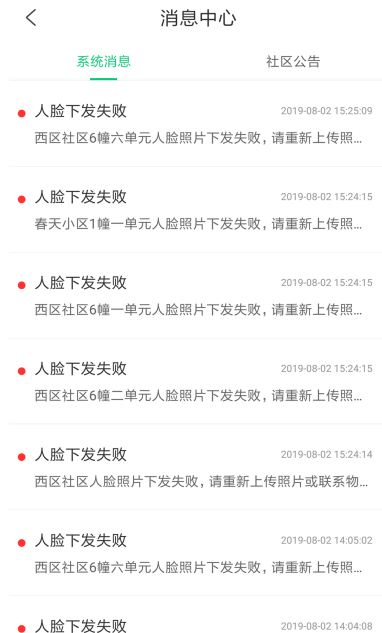 消息中心
系统消息 社区公告
人脸下发失败 2019-08-02 15:25:09
西区社区6幢六单元人脸照片下发失败，请重新上传照...
人脸下发失败 2019-08-02 15:24:15
春天小区1幢一单元人脸照片下发失败，请重新上传照...
人脸下发失败 2019-08-02 15:24:15
西区社区6幢一单元人脸照片下发失败，请重新上传照...
人脸下发失败 2019-08-02 15:24:15
西区社区6幢二单元人脸照片下发失败，请重新上传照...
人脸下发失败 2019-08-02 15:24:14
西区社区人脸照片下发失败，请重新上传照片或联系物...
人脸下发失败 2019-08-02 14:05:02
西区社区6幢六单元人脸照片下发失败，请重新上传照...
人脸下发失败 2019-08-02 14:04:08